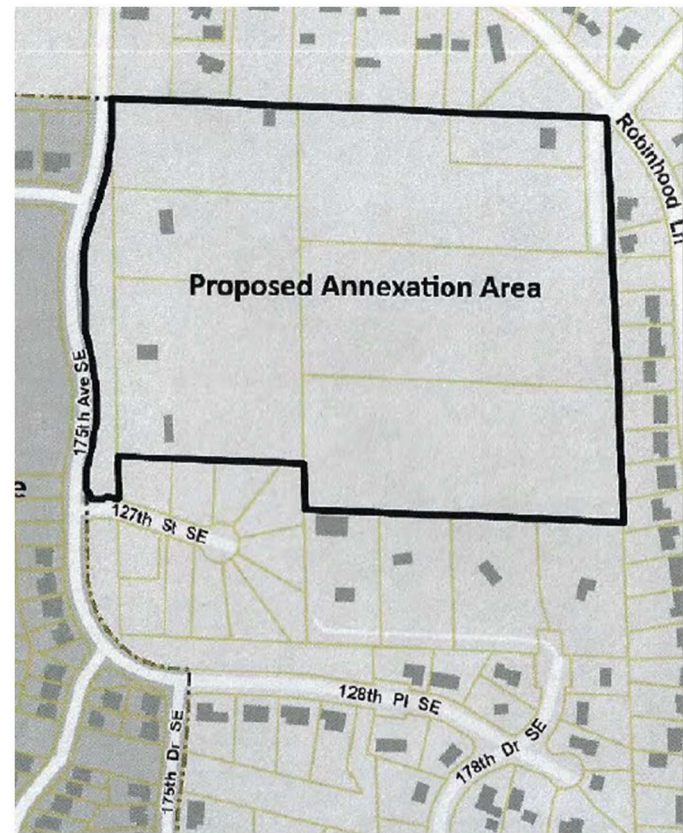 Robinhood Ln
Proposed Annexation Area
175th Ave SE
e
127th St SE
128th Pl SE
178th Dr SE
175th Dr SE